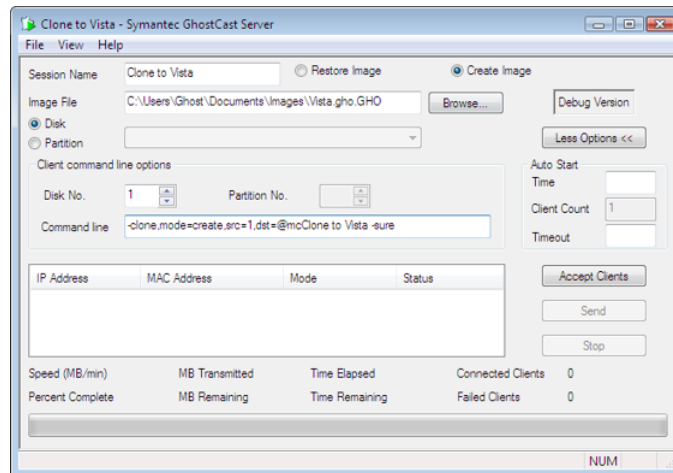 Clone to Vista - Symantec GhostCast Server
File View Help
Session Name Clone to Vista Restore Image Create Image
Image File C:\Users\Ghost\Documents\Images\Vista.gho.GHO Browse... Debug Version
Disk
Partition Less Options <<
Client command line options Auto Start
Time
Disk No. 1 Partition No.
Client Count 1
Command line -clone,mode=create,src=1,dst=@mcClone to Vista -sure
Timeout
IP Address MAC Address Mode Status Accept Clients
Send
Stop
Speed (MB/min) MB Transmitted Time Elapsed Connected Clients 0
Percent Complete MB Remaining Time Remaining Failed Clients 0
NUM